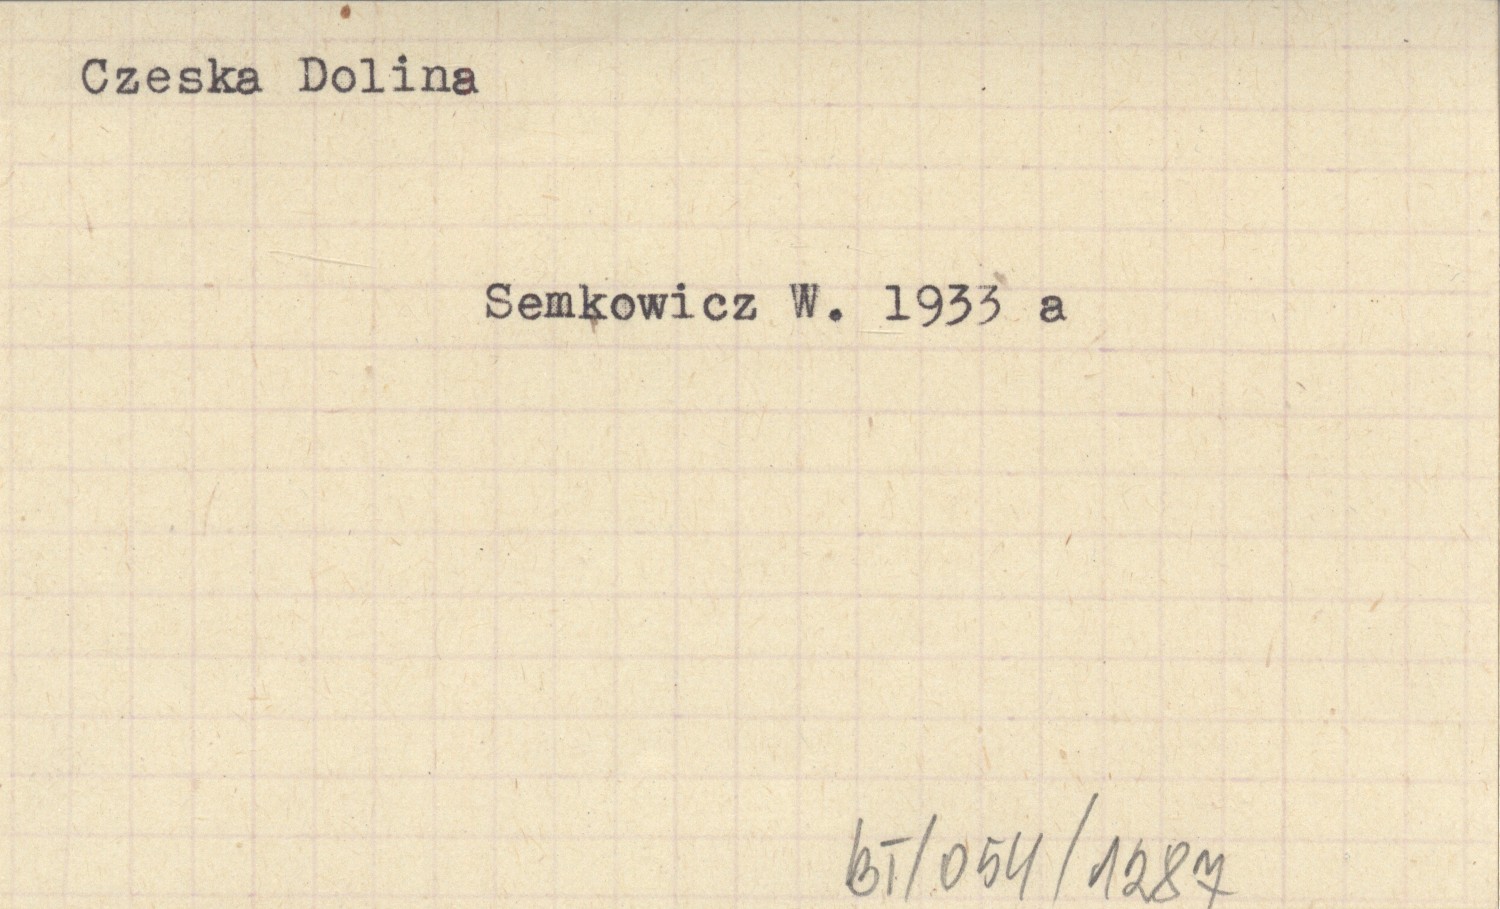 Czeska Dolina
Semkowicz W. 1933 a
BT/054/1287